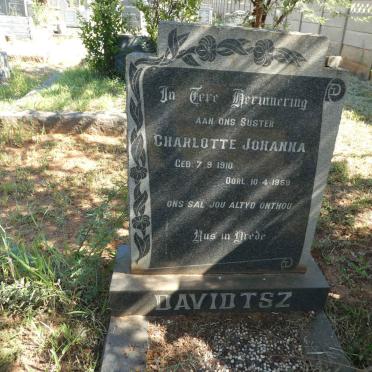 In Tere Herinnering
AAN ONS SUSTER
CHARLOTTE JOHANNA
GEB. 7·9·1910
OORL. 10·4·1959
ONS SAL JOU ALTYD ONTHOU
Rus in Vrede
DAVIDTSZ